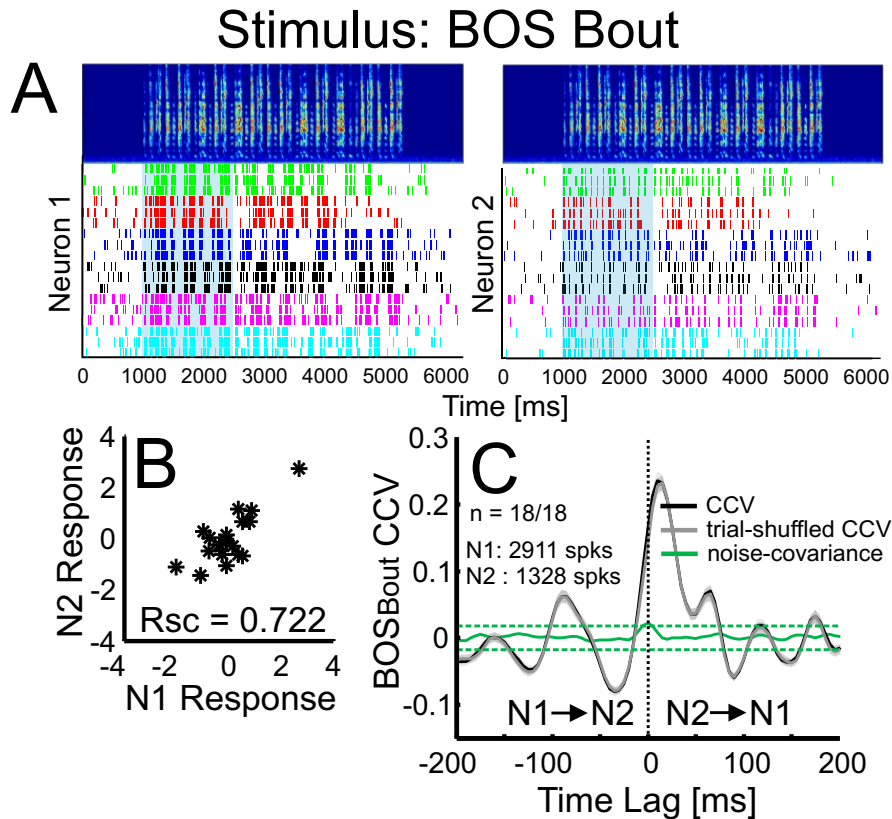 Stimulus: BOS Bout
A
Neuron 1
Neuron 2
0 1000 2000 3000 4000 5000 6000
0 1000 2000 3000 4000 5000 6000
Time [ms]
B
N2 Response
4
2
0
-2
-4
Rsc = 0.722
-4 -2 0 2 4
N1 Response
C
BOSBout CCV
0.3
0.2
0.1
0
-0.1
n = 18/18
N1: 2911 spks
N2 : 1328 spks
CCV
trial-shuffled CCV
noise-covariance
N1→N2
N2→N1
-200 -100 0 100 200
Time Lag [ms]